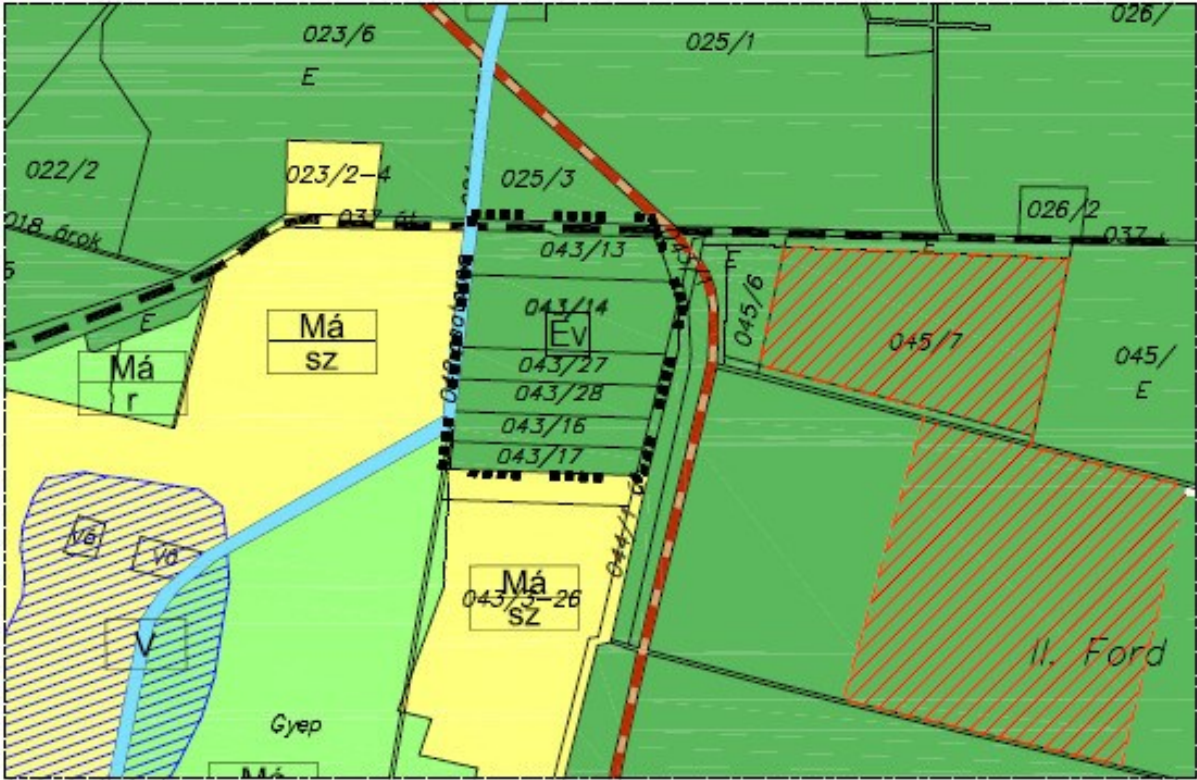 023/6
025/1
026/
E
022/2
023/2-4
025/3
026/2
018 árok
037 út
043/13
037
E
E
045/6
043/14
Év
045/7
045/
E
E
Má
sz
Má
r
043/27
043/28
043/16
043/17
044/1
Vá
Vá
V
Má
sz
043/3-26
II. Ford
Gyep
Má